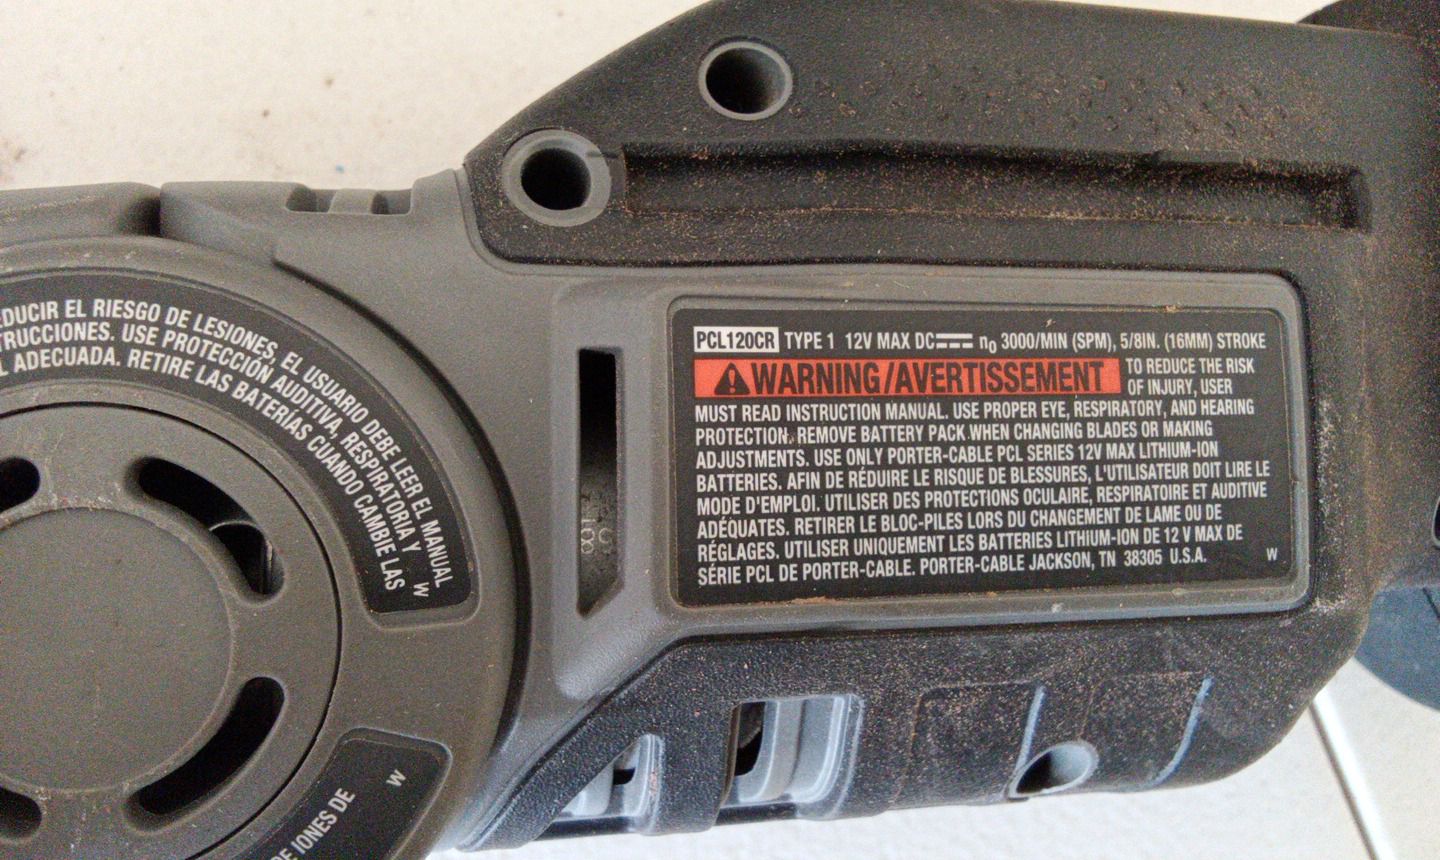 PCL120CR TYPE 1 12V MAX DC n₀ 3000/MIN (SPM), 5/8IN. (16MM) STROKE
WARNING/AVERTISSEMENT TO REDUCE THE RISK
OF INJURY, USER
MUST READ INSTRUCTION MANUAL. USE PROPER EYE, RESPIRATORY, AND HEARING
PROTECTION. REMOVE BATTERY PACK WHEN CHANGING BLADES OR MAKING
ADJUSTMENTS. USE ONLY PORTER-CABLE PCL SERIES 12V MAX LITHIUM-ION
BATTERIES. AFIN DE RÉDUIRE LE RISQUE DE BLESSURES, L'UTILISATEUR DOIT LIRE LE
MODE D'EMPLOI. UTILISER DES PROTECTIONS OCULAIRE, RESPIRATOIRE ET AUDITIVE
ADÉQUATES. RETIRER LE BLOC-PILES LORS DU CHANGEMENT DE LAME OU DE
RÉGLAGES. UTILISER UNIQUEMENT LES BATTERIES LITHIUM-ION DE 12 V MAX DE
SÉRIE PCL DE PORTER-CABLE. PORTER-CABLE JACKSON, TN 38305 U.S.A. W
EDUCIR EL RIESGO DE LESIONES, EL USUARIO DEBE LEER EL MANUAL
TRUCCIONES. USE PROTECCIÓN AUDITIVA, RESPIRATORIA Y W
ADECUADA. RETIRE LAS BATERÍAS CUANDO CAMBIE LAS
IONES DE
W